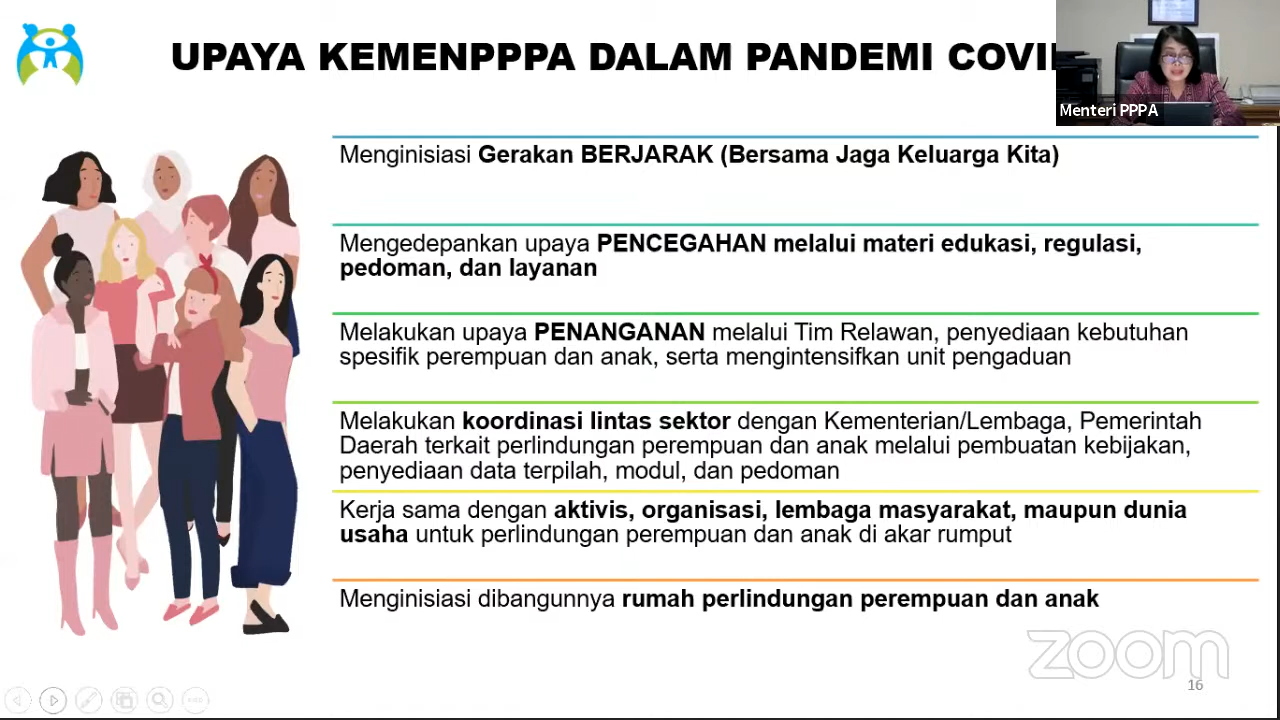 UPAYA KEMENPPPA DALAM PANDEMI COVI
Menteri PPPA
Menginisiasi Gerakan BERJARAK (Bersama Jaga Keluarga Kita)
Mengedepankan upaya PENCEGAHAN melalui materi edukasi, regulasi,
pedoman, dan layanan
Melakukan upaya PENANGANAN melalui Tim Relawan, penyediaan kebutuhan
spesifik perempuan dan anak, serta mengintensifkan unit pengaduan
Melakukan koordinasi lintas sektor dengan Kementerian/Lembaga, Pemerintah
Daerah terkait perlindungan perempuan dan anak melalui pembuatan kebijakan,
penyediaan data terpilah, modul, dan pedoman
Kerja sama dengan aktivis, organisasi, lembaga masyarakat, maupun dunia
usaha untuk perlindungan perempuan dan anak di akar rumput
Menginisiasi dibangunnya rumah perlindungan perempuan dan anak
zoom
16